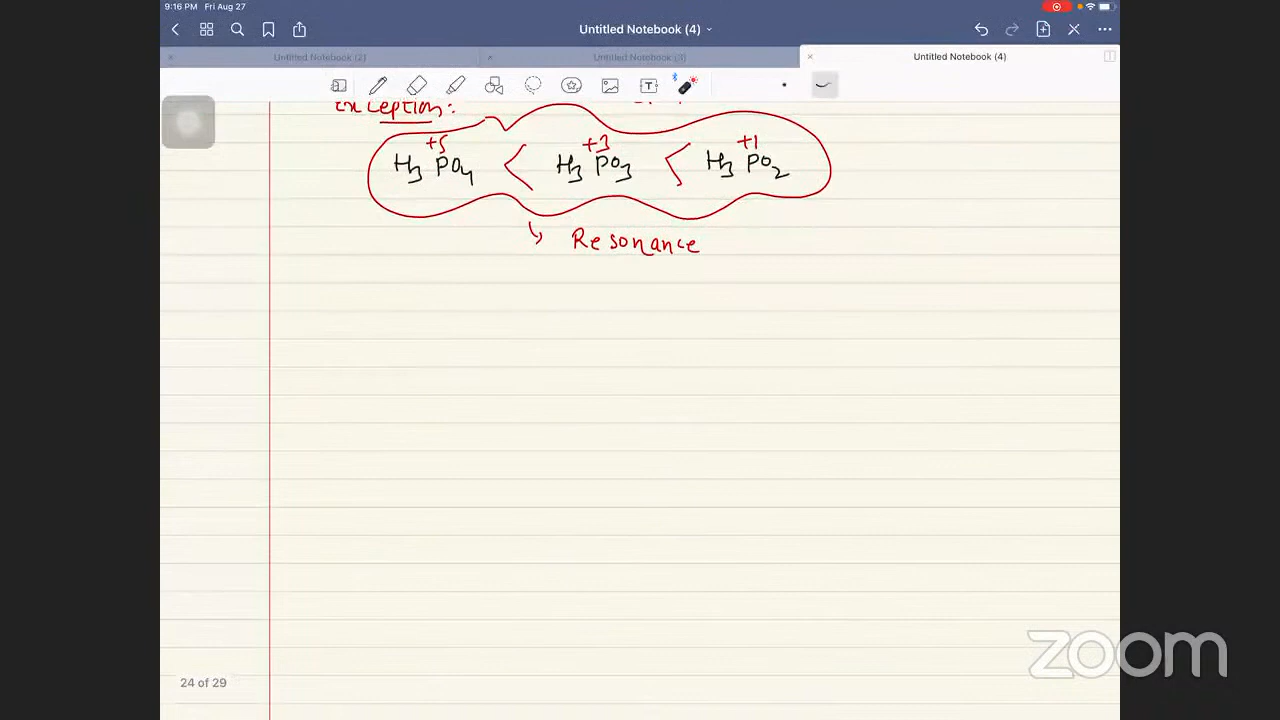 9:16 PM Fri Aug 27
Untitled Notebook (4)
Untitled Notebook (2) Untitled Notebook (3) Untitled Notebook (4)
Exception:
+5 +3 +1
H3PO4 < H3PO3 < H3PO2
↳ Resonance
zoom
24 of 29